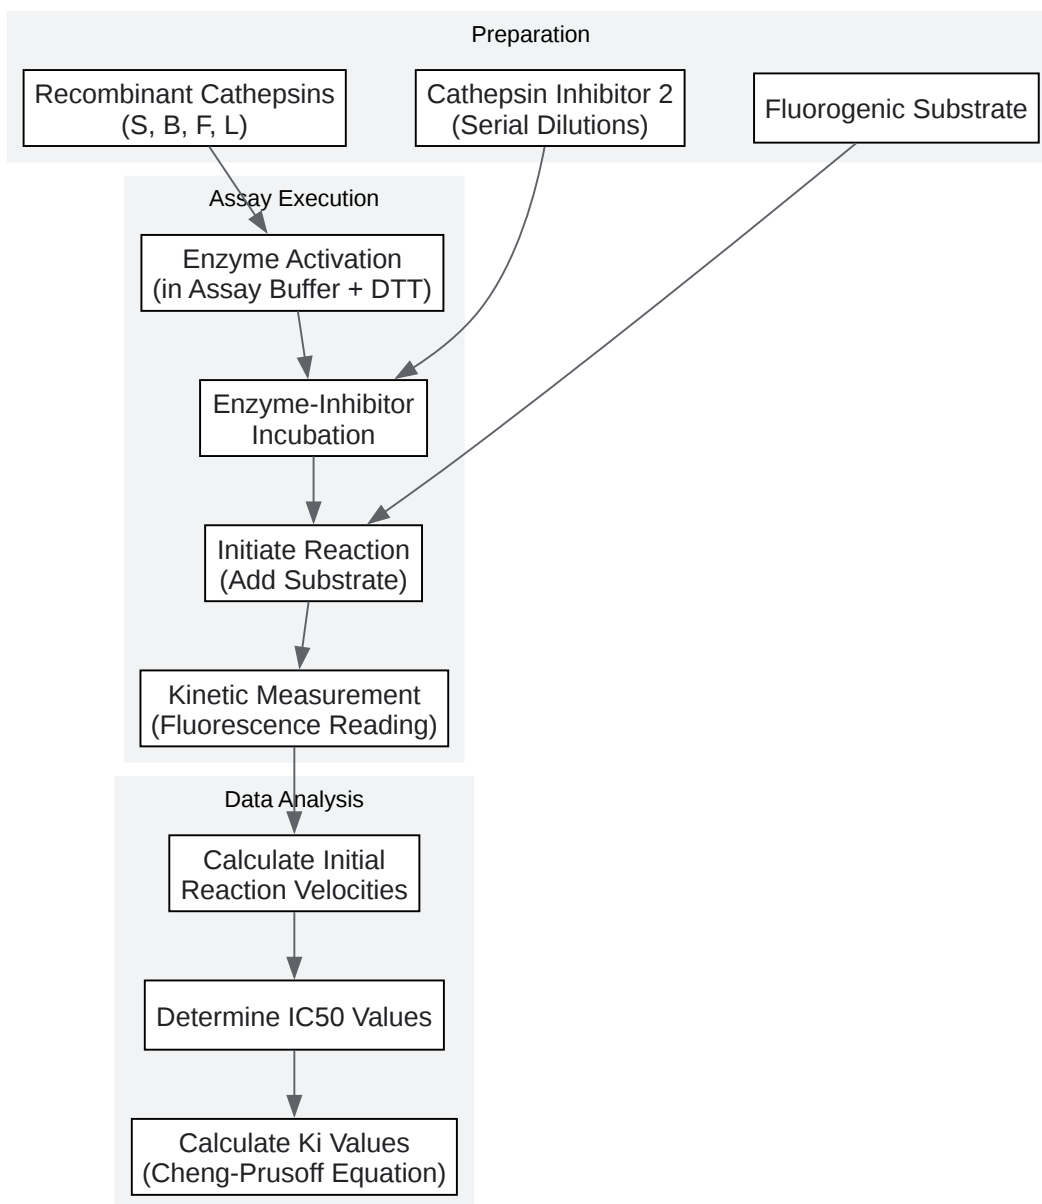 Preparation
Recombinant Cathepsins
(S, B, F, L)
Cathepsin Inhibitor 2
(Serial Dilutions)
Fluorogenic Substrate
Assay Execution
Enzyme Activation
(in Assay Buffer + DTT)
Enzyme-Inhibitor
Incubation
Initiate Reaction
(Add Substrate)
Kinetic Measurement
(Fluorescence Reading)
Data Analysis
Calculate Initial
Reaction Velocities
Determine IC50 Values
Calculate Ki Values
(Cheng-Prusoff Equation)